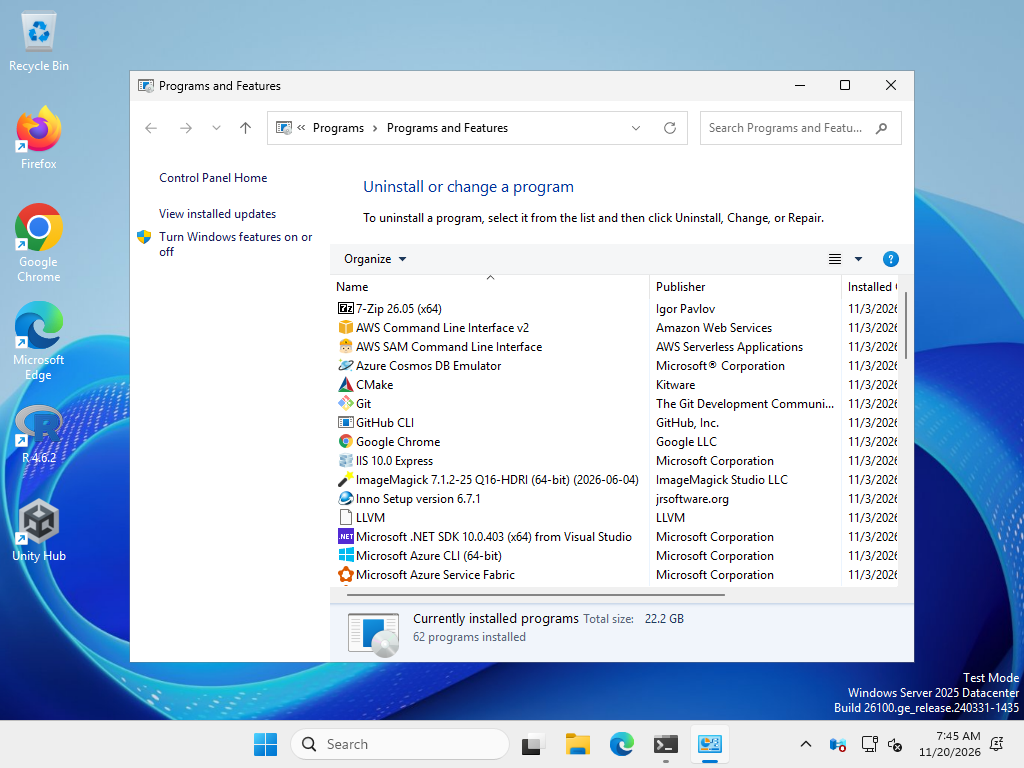 Recycle Bin
Firefox
Google
Chrome
Microsoft
Edge
R 4.6.2
Unity Hub
Programs and Features
« Programs › Programs and Features
Search Programs and Featu...
Control Panel Home
View installed updates
Turn Windows features on or
off
Uninstall or change a program
To uninstall a program, select it from the list and then click Uninstall, Change, or Repair.
Organize
Name Publisher Installed
7-Zip 26.05 (x64) Igor Pavlov 11/3/2026
AWS Command Line Interface v2 Amazon Web Services 11/3/2026
AWS SAM Command Line Interface AWS Serverless Applications 11/3/2026
Azure Cosmos DB Emulator Microsoft® Corporation 11/3/2026
CMake Kitware 11/3/2026
Git The Git Development Communi... 11/3/2026
GitHub CLI GitHub, Inc. 11/3/2026
Google Chrome Google LLC 11/3/2026
IIS 10.0 Express Microsoft Corporation 11/3/2026
ImageMagick 7.1.2-25 Q16-HDRI (64-bit) (2026-06-04) ImageMagick Studio LLC 11/3/2026
Inno Setup version 6.7.1 jrsoftware.org 11/3/2026
LLVM LLVM 11/3/2026
Microsoft .NET SDK 10.0.403 (x64) from Visual Studio Microsoft Corporation 11/3/2026
Microsoft Azure CLI (64-bit) Microsoft Corporation 11/3/2026
Microsoft Azure Service Fabric Microsoft Corporation 11/3/2026
Currently installed programs Total size: 22.2 GB
62 programs installed
Test Mode
Windows Server 2025 Datacenter
Build 26100.ge_release.240331-1435
Search
7:45 AM
11/20/2026